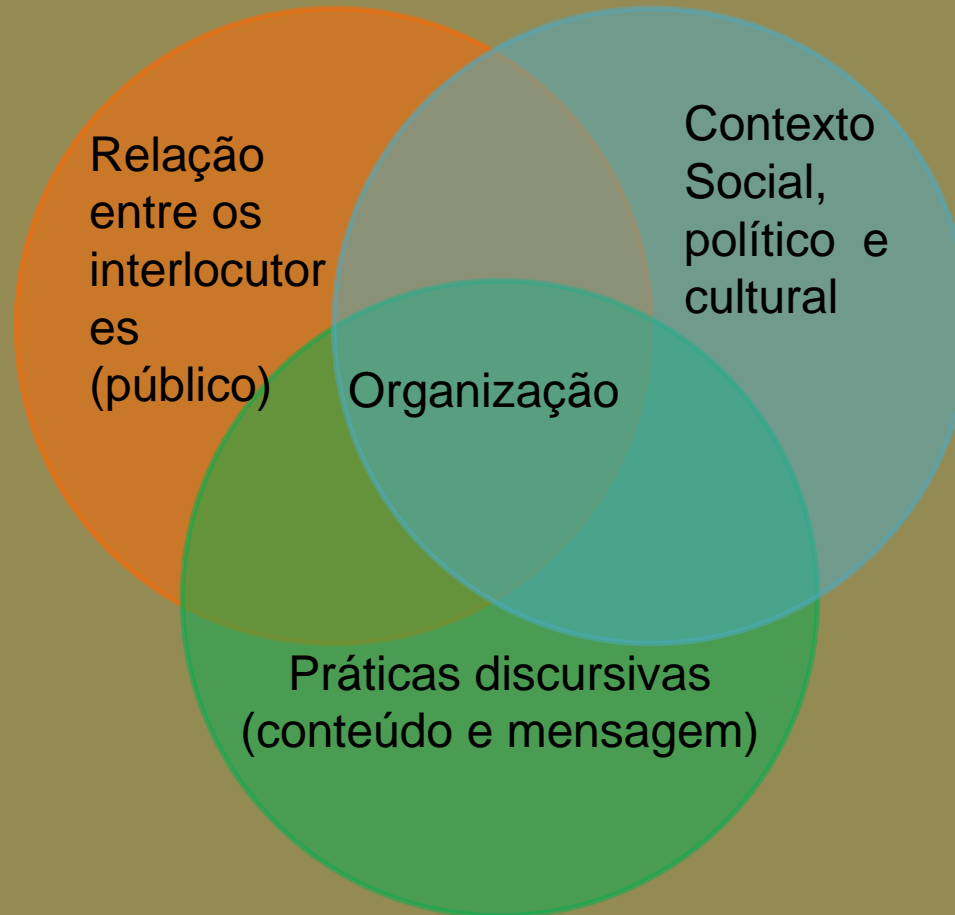 Relação
entre os
interlocutor
es
(público)
Contexto
Social,
político e
cultural
Organização
Práticas discursivas
(conteúdo e mensagem)